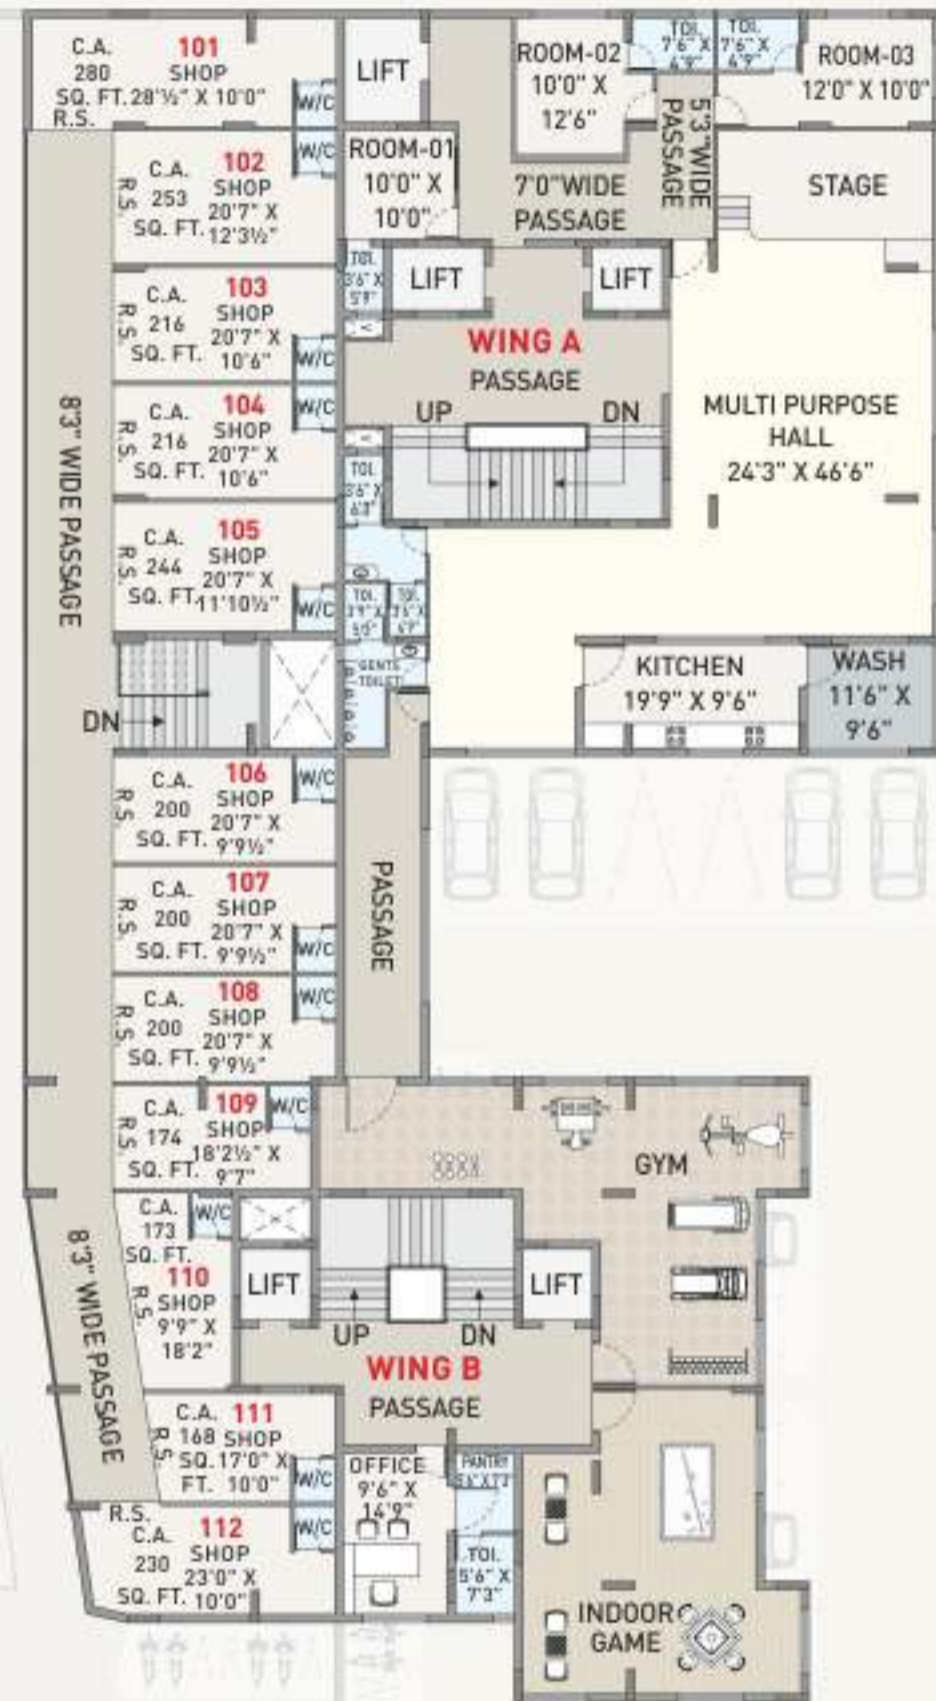 C.A. 101
280 SHOP
SQ. FT. 28'½" X 10'0"
R.S.
W/C
LIFT
ROOM-02
10'0" X
12'6"
TOI.
7'6" X
4'9"
TOI.
7'6" X
4'9"
ROOM-03
12'0" X 10'0"
5'3"WIDE
PASSAGE
7'0"WIDE
PASSAGE
STAGE
ROOM-01
10'0" X
10'0"
W/C
C.A. 102
253 SHOP
SQ. FT. 20'7" X
12'3½"
R.S.
TOI.
3'6" X
5'9"
LIFT
LIFT
WING A
PASSAGE
UP
DN
C.A. 103
216 SHOP
SQ. FT. 20'7" X
10'6"
R.S.
W/C
C.A. 104
216 SHOP
SQ. FT. 20'7" X
10'6"
R.S.
W/C
MULTI PURPOSE
HALL
24'3" X 46'6"
8'3" WIDE PASSAGE
TOI.
3'6" X
C.A. 105
244 SHOP
SQ. FT. 20'7" X
11'10½"
R.S.
W/C
TOI.
TOI.
GENTS
TOILET
DN
KITCHEN
19'9" X 9'6"
WASH
11'6" X
9'6"
C.A. 106
200 SHOP
SQ. FT. 20'7" X
9'9½"
R.S.
W/C
C.A. 107
200 SHOP
SQ. FT. 20'7" X
9'9½"
R.S.
W/C
PASSAGE
C.A. 108
200 SHOP
SQ. FT. 20'7" X
9'9½"
R.S.
W/C
C.A. 109
174 SHOP
SQ. FT. 18'2½" X
9'7"
R.S.
W/C
GYM
C.A.
173
SQ. FT.
110
SHOP
9'9" X
18'2"
R.S.
W/C
8'3" WIDE PASSAGE
LIFT
LIFT
UP
DN
WING B
PASSAGE
C.A. 111
168 SHOP
SQ. 17'0" X
FT. 10'0"
R.S.
W/C
OFFICE
9'6" X
14'9"
PANTRY
R.S.
C.A. 112
230 SHOP
SQ. FT. 23'0" X
10'0"
W/C
TOI.
5'6" X
7'3"
INDOOR
GAME